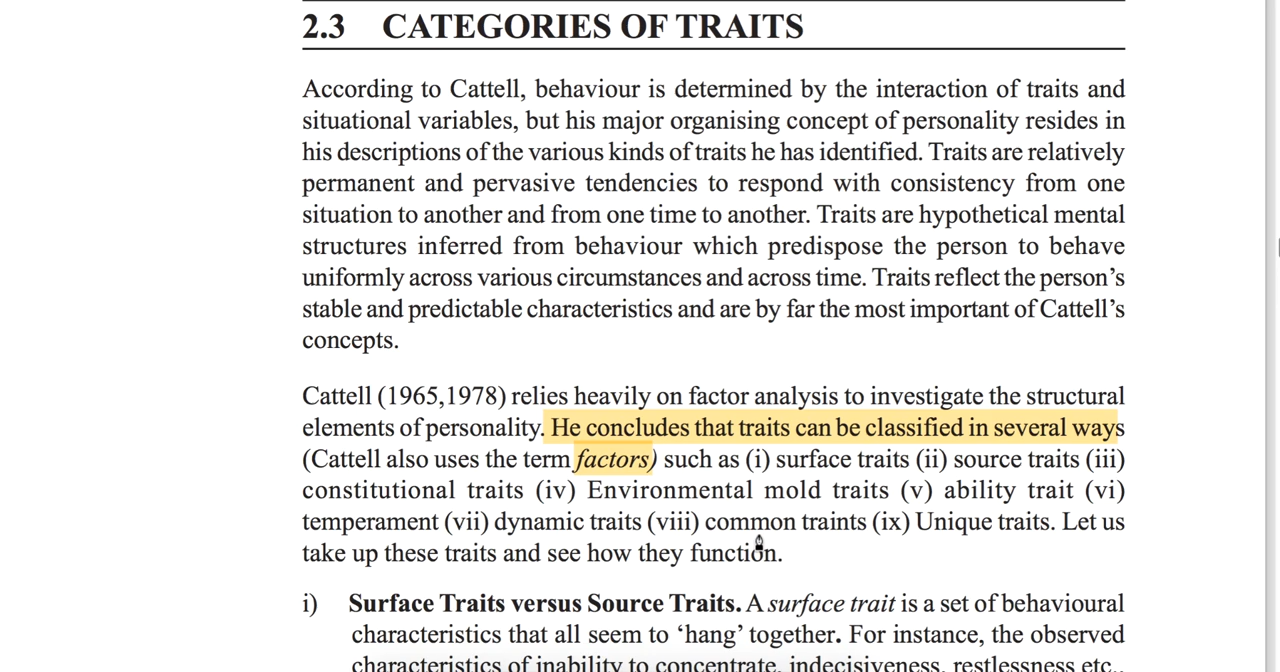 2.3 CATEGORIES OF TRAITS
According to Cattell, behaviour is determined by the interaction of traits and
situational variables, but his major organising concept of personality resides in
his descriptions of the various kinds of traits he has identified. Traits are relatively
permanent and pervasive tendencies to respond with consistency from one
situation to another and from one time to another. Traits are hypothetical mental
structures inferred from behaviour which predispose the person to behave
uniformly across various circumstances and across time. Traits reflect the person’s
stable and predictable characteristics and are by far the most important of Cattell’s
concepts.
Cattell (1965,1978) relies heavily on factor analysis to investigate the structural
elements of personality. He concludes that traits can be classified in several ways
(Cattell also uses the term factors) such as (i) surface traits (ii) source traits (iii)
constitutional traits (iv) Environmental mold traits (v) ability trait (vi)
temperament (vii) dynamic traits (viii) common traints (ix) Unique traits. Let us
take up these traits and see how they function.
i) Surface Traits versus Source Traits. A surface trait is a set of behavioural
characteristics that all seem to ‘hang’ together. For instance, the observed
characteristics of inability to concentrate, indecisiveness, restlessness etc.,